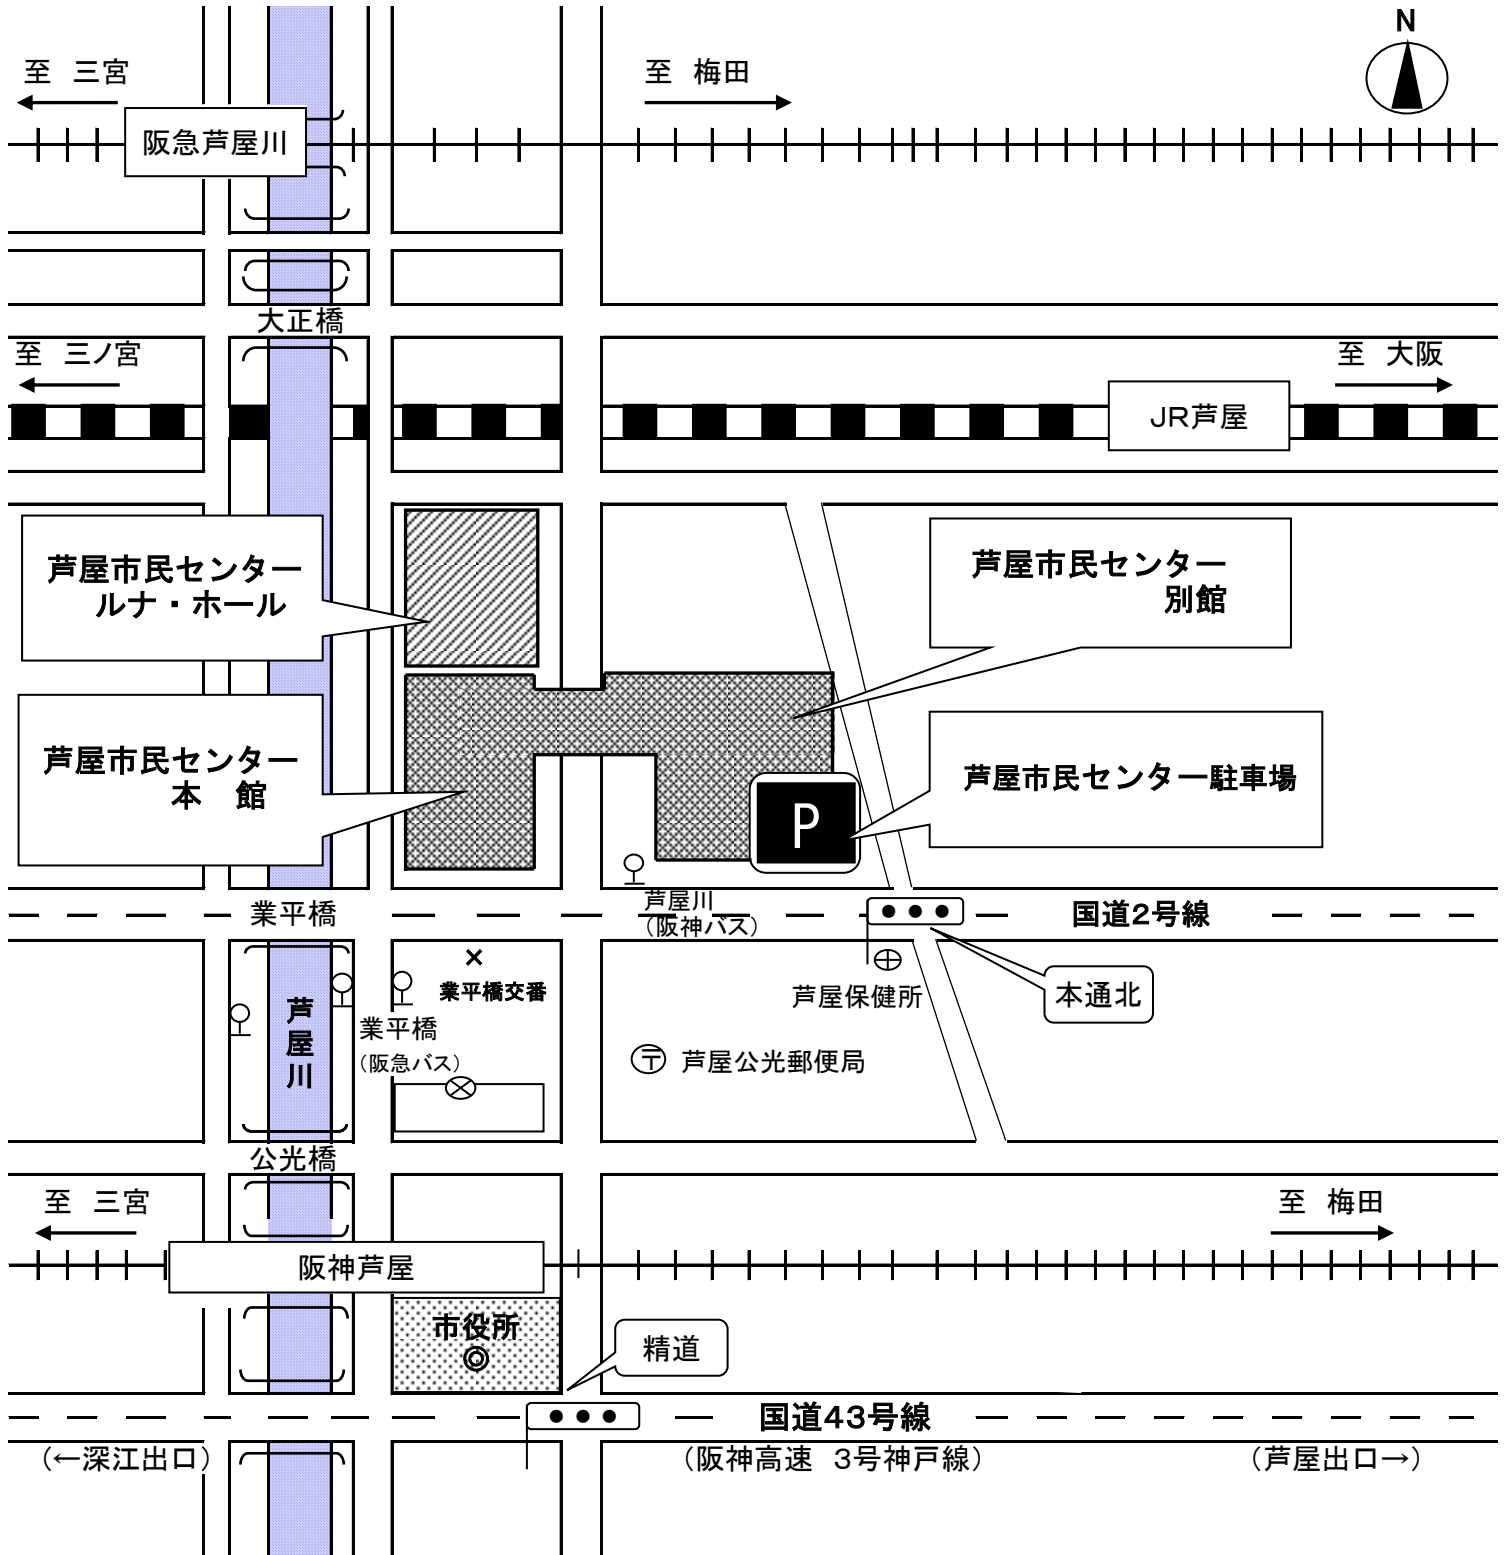 N
至　三宮
至　梅田
阪急芦屋川
大正橋
至　三ノ宮
至　大阪
JR芦屋
芦屋市民センター
ルナ・ホール
芦屋市民センター
別館
芦屋市民センター
本　館
芦屋市民センター駐車場
P
芦屋川
（阪神バス）
業平橋
国道2号線
業平橋交番
芦屋保健所
本通北
芦屋川
業平橋
（阪急バス）
〒
芦屋公光郵便局
公光橋
至　三宮
至　梅田
阪神芦屋
市役所
精道
国道43号線
（←深江出口）
（阪神高速　3号神戸線）
（芦屋出口→）